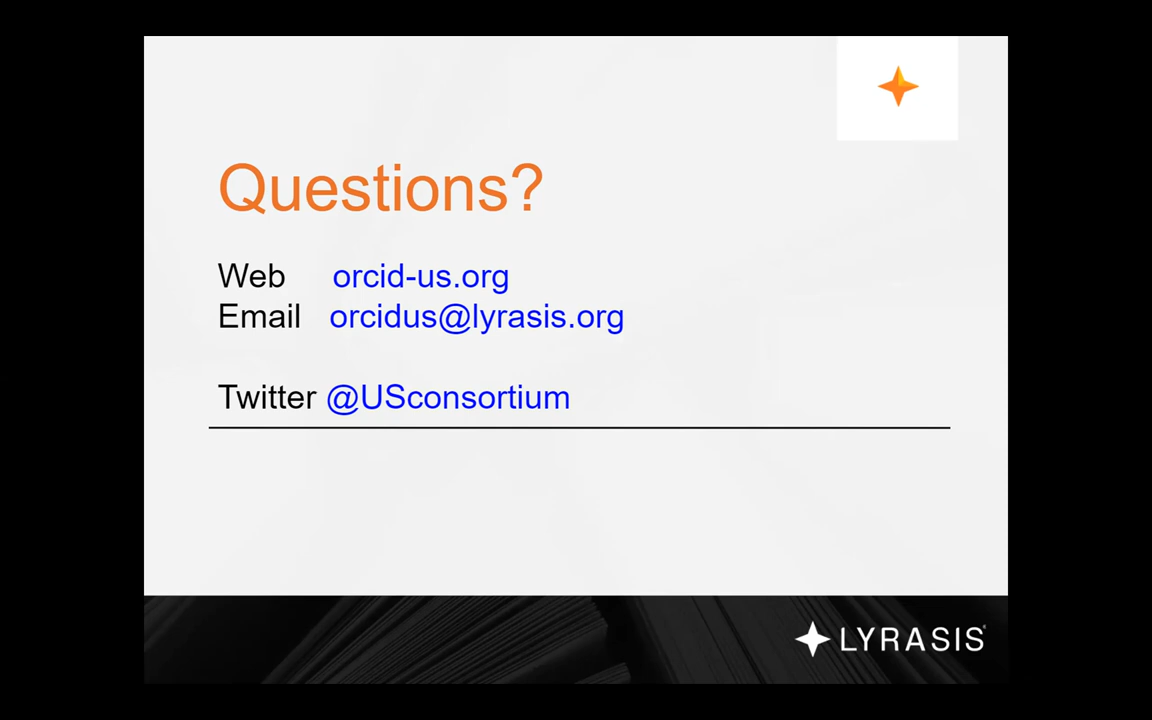 Questions?
Web orcid-us.org
Email orcidus@lyrasis.org
Twitter @USconsortium
LYRASIS